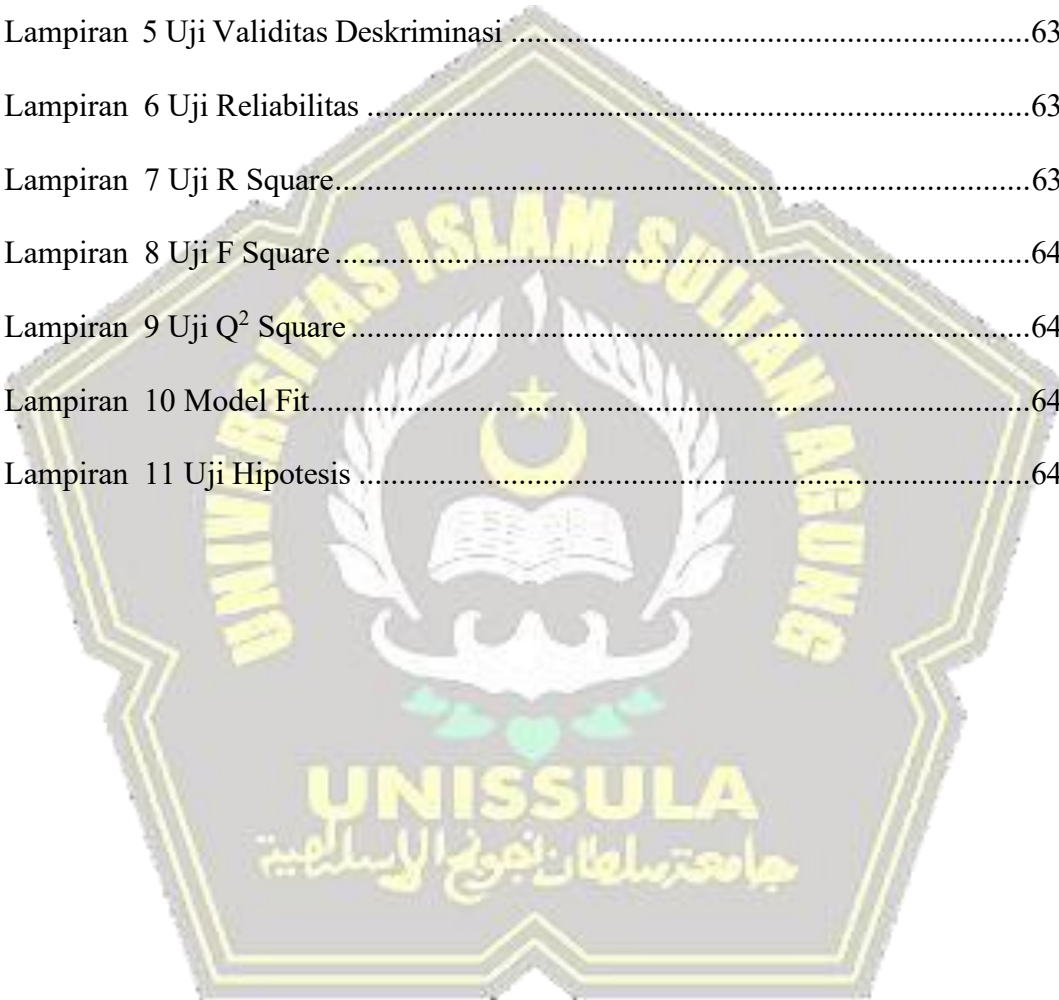 Lampiran 5 Uji Validitas Deskriminasi ..................................................................63
Lampiran 6 Uji Reliabilitas ....................................................................................63
Lampiran 7 Uji R Square........................................................................................63
Lampiran 8 Uji F Square ........................................................................................64
Lampiran 9 Uji Q² Square ......................................................................................64
Lampiran 10 Model Fit...........................................................................................64
Lampiran 11 Uji Hipotesis .....................................................................................64
UNIVERSITAS ISLAM SULTAN AGUNG
UNISSULA
جامعة سلطان أجونج الإسلامية